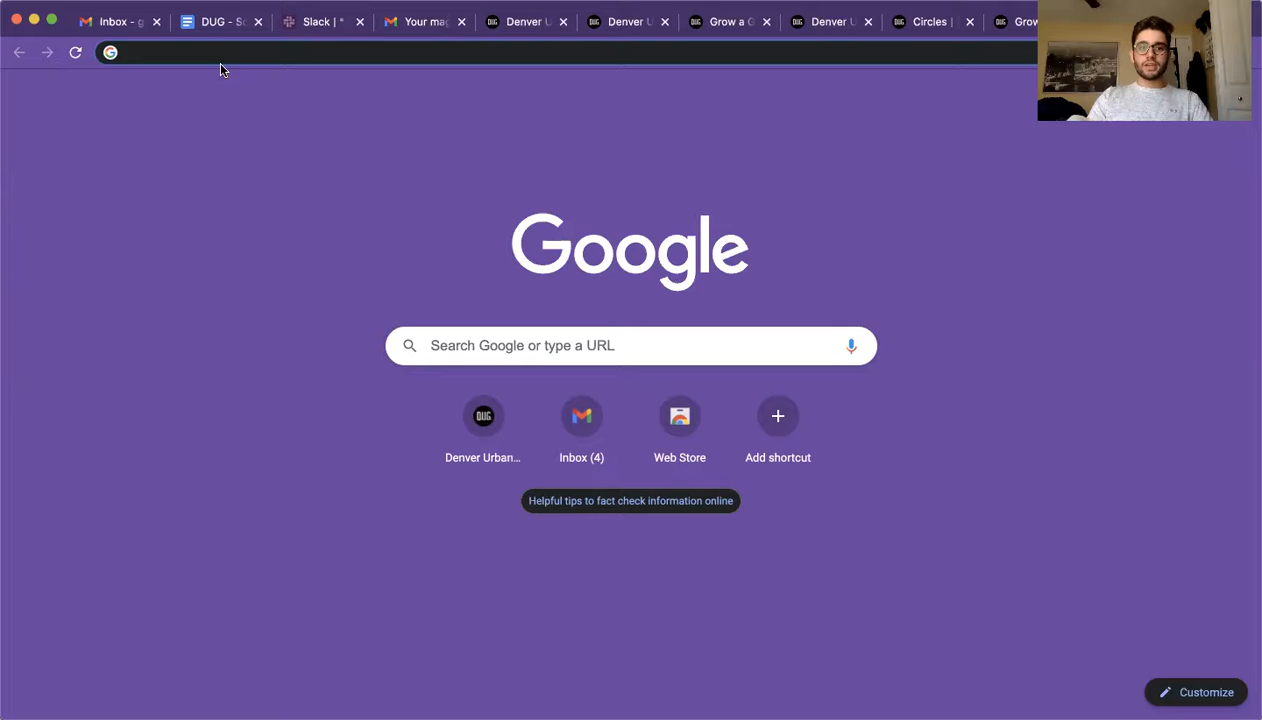 Inbox - g
DUG - Sc
Slack | *
Your mag
Denver U
Denver U
Grow a G
Denver U
Circles |
Grow
Google
Search Google or type a URL
DUG
Denver Urban...
Inbox (4)
Web Store
Add shortcut
Helpful tips to fact check information online
Customize